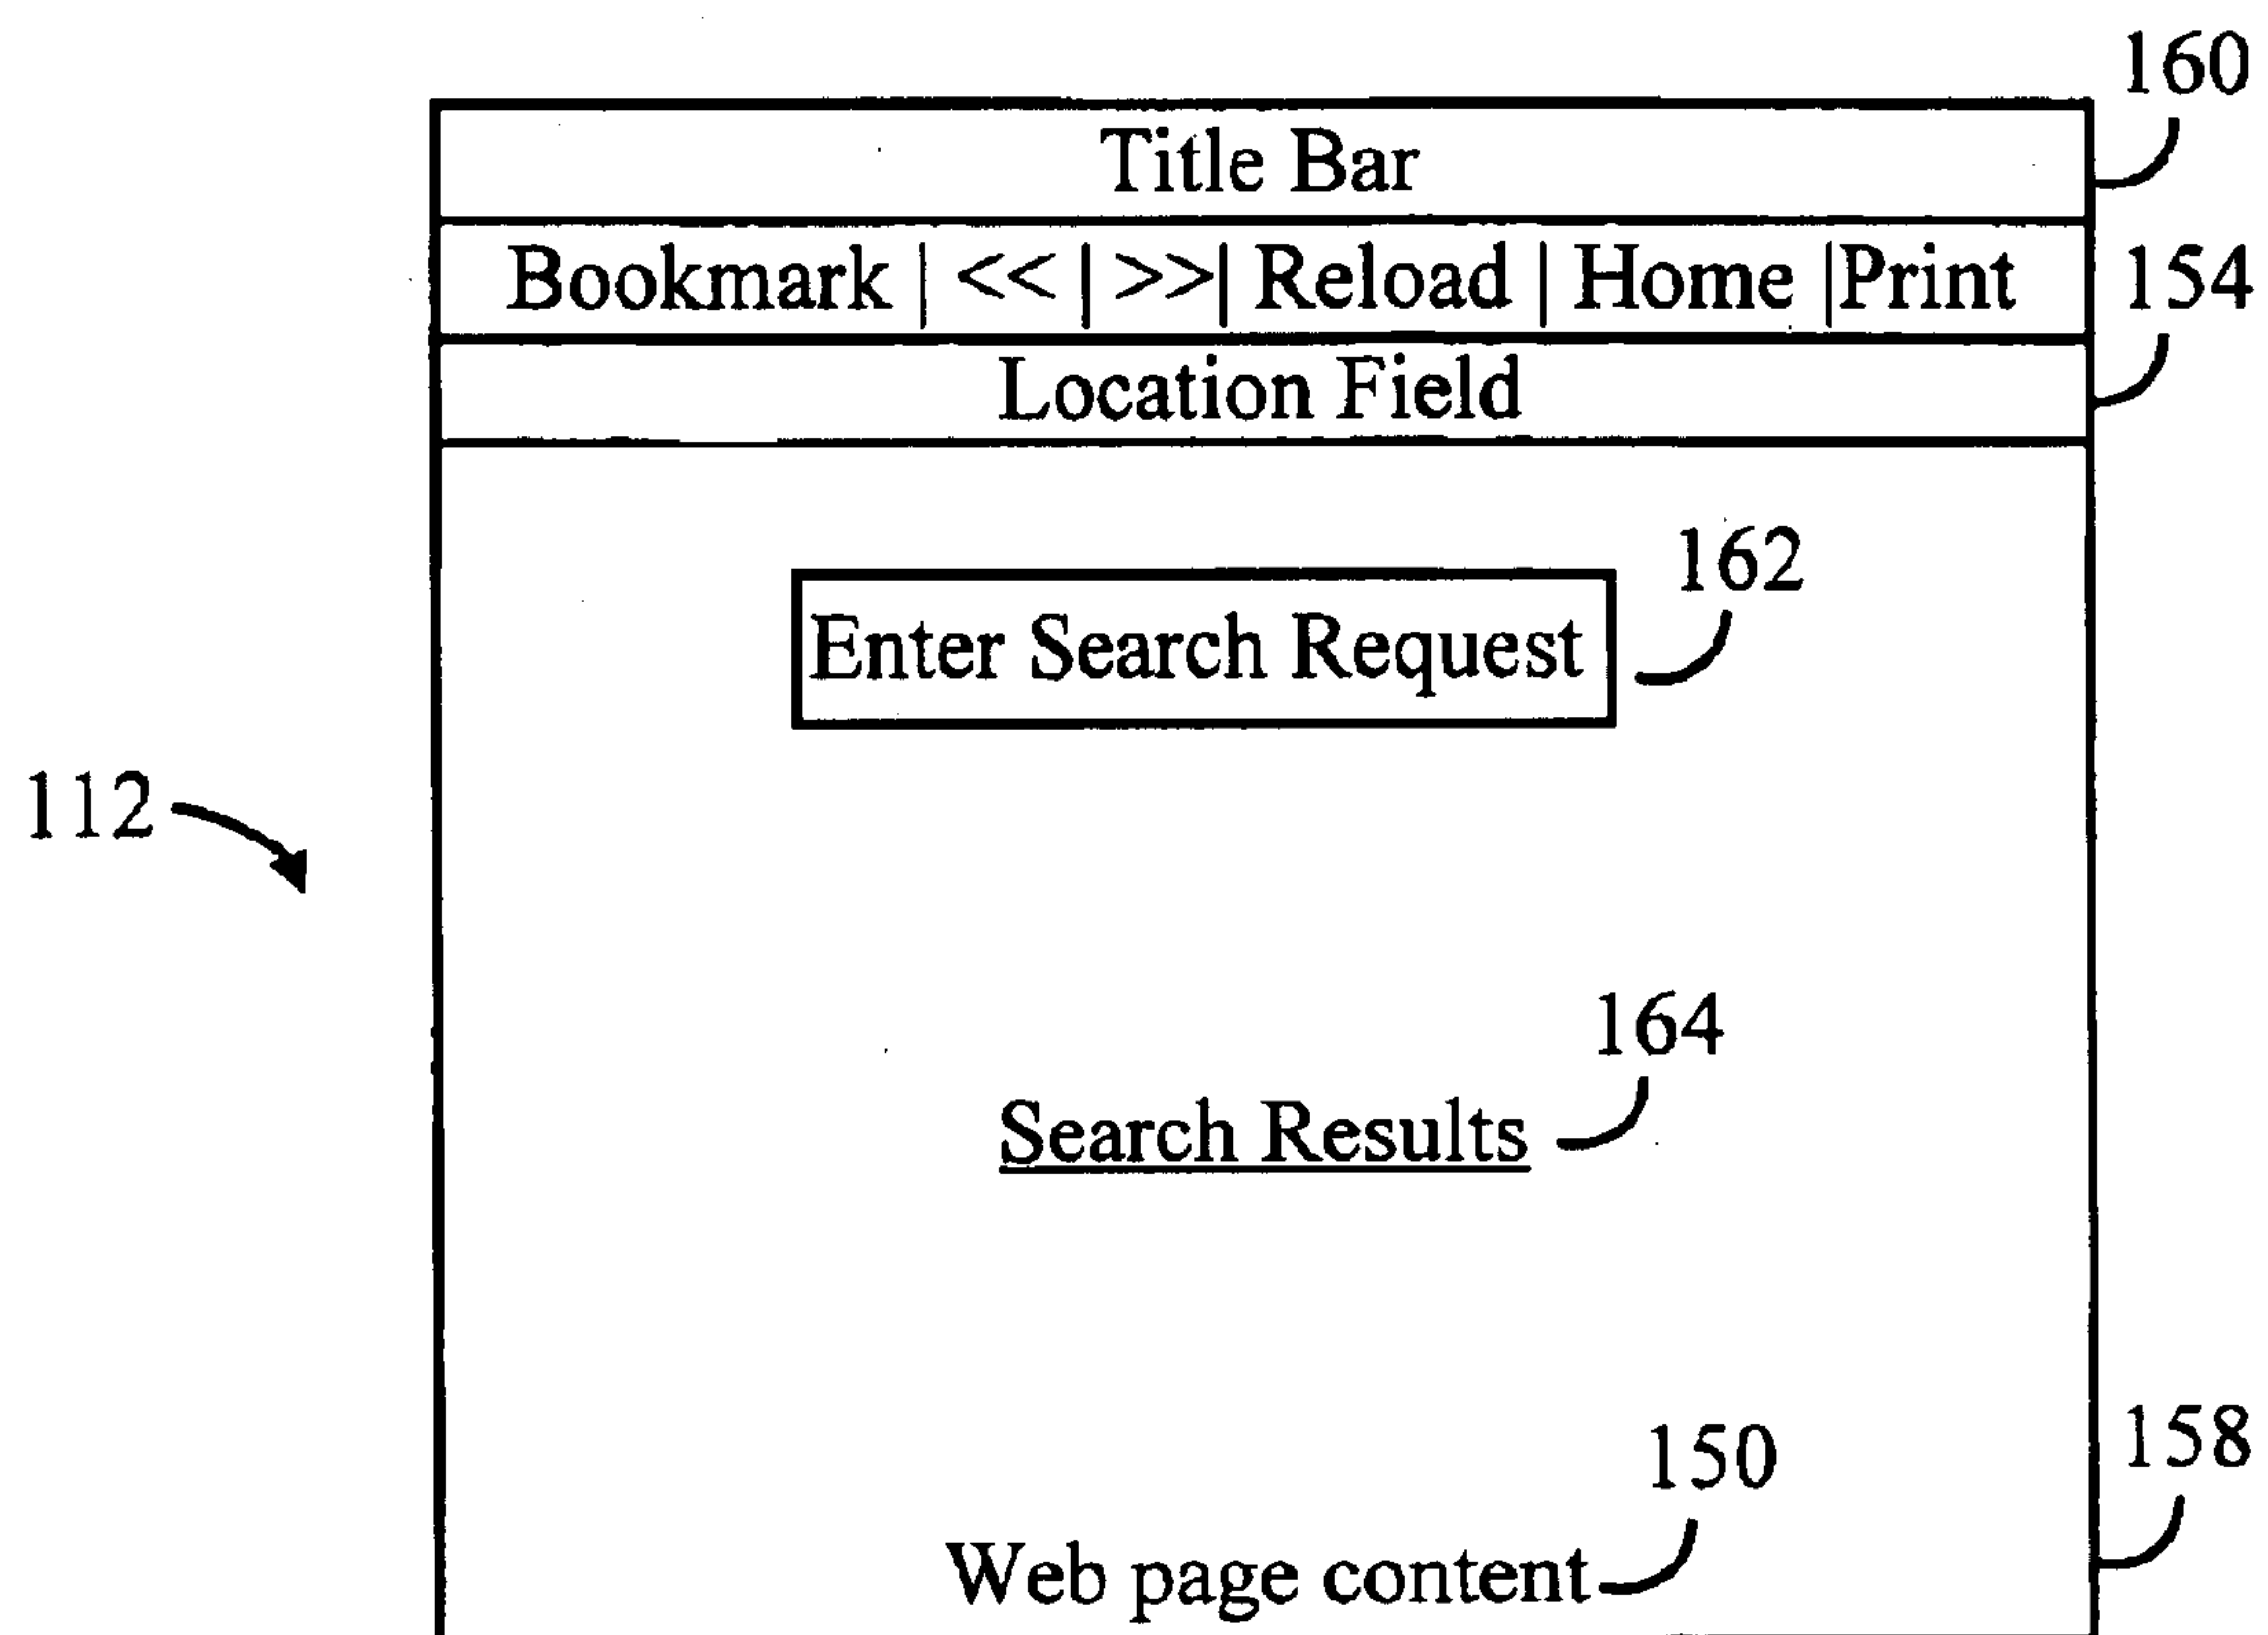 160
Title Bar
Bookmark | << | >> | Reload | Home | Print
154
Location Field
162
Enter Search Request
112
164
Search Results
158
150
Web page content